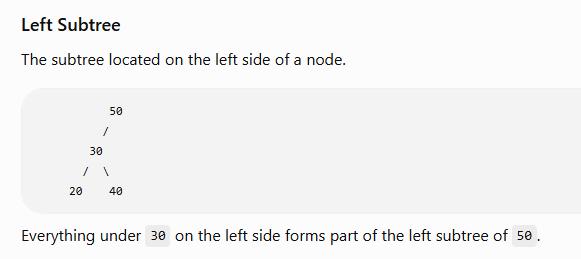 Left Subtree
The subtree located on the left side of a node.
50
/
30
/ \
20 40
Everything under 30 on the left side forms part of the left subtree of 50.